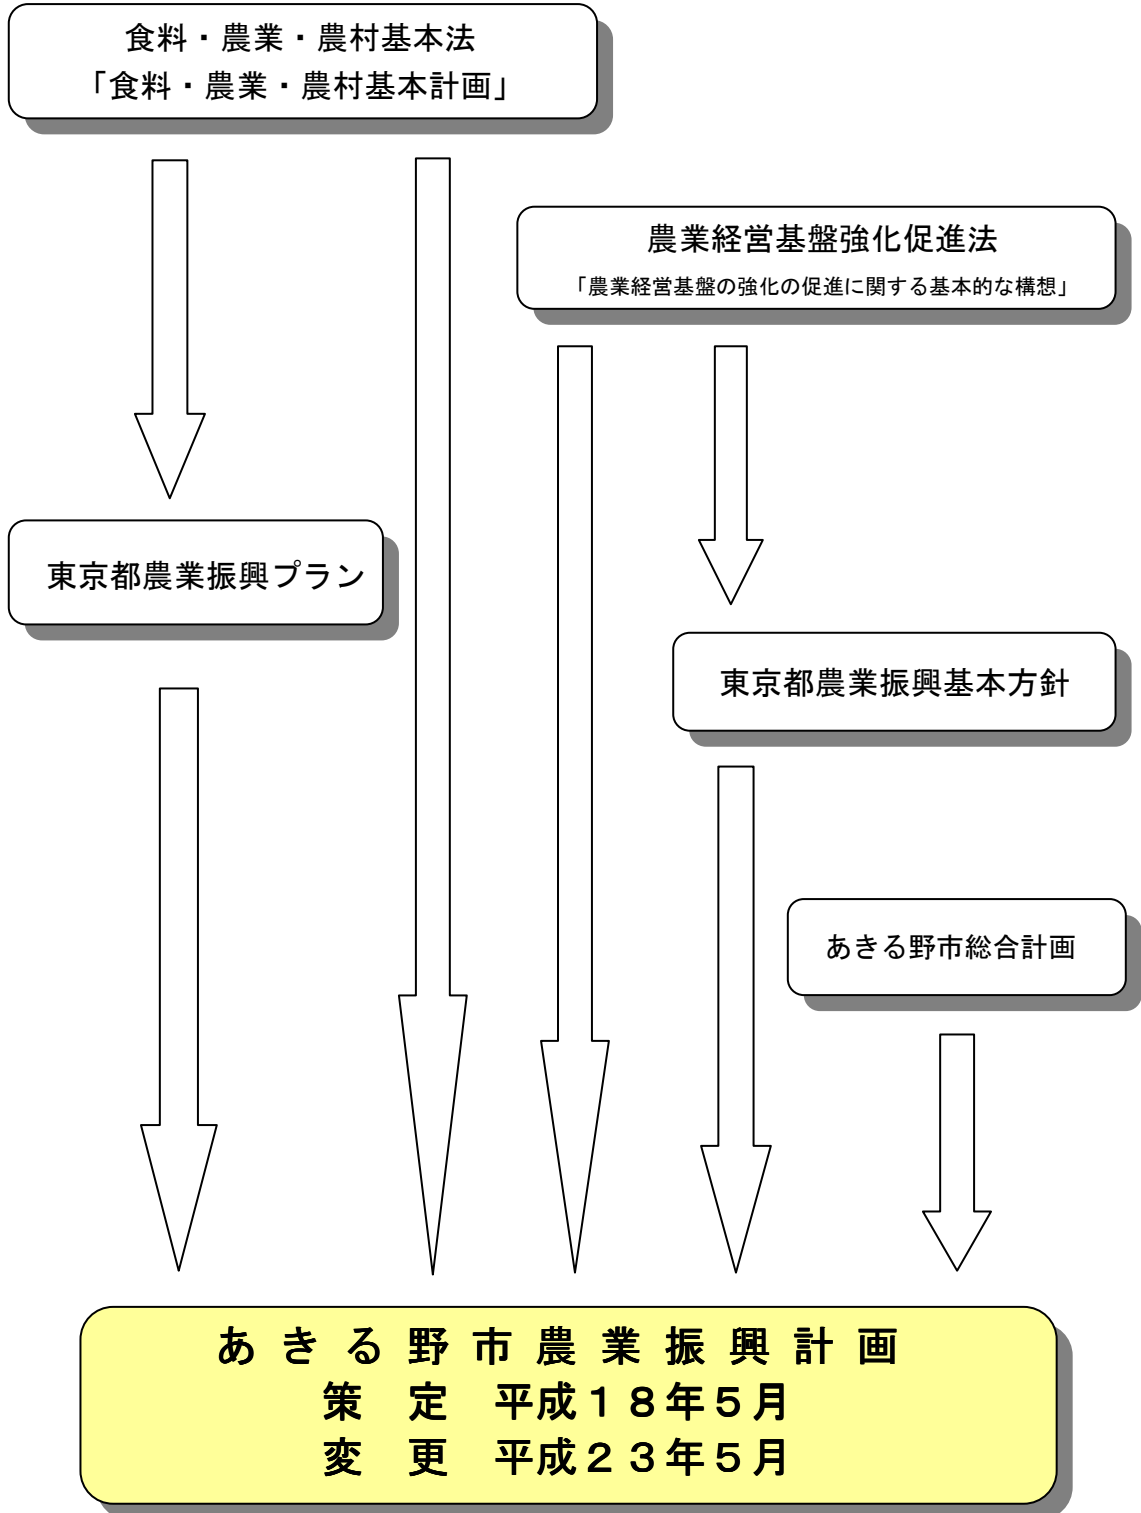 食料・農業・農村基本法
「食料・農業・農村基本計画」
農業経営基盤強化促進法
「農業経営基盤の強化の促進に関する基本的な構想」
東京都農業振興プラン
東京都農業振興基本方針
あきる野市総合計画
あきる野市農業振興計画
策　定　平成１８年５月
変　更　平成２３年５月